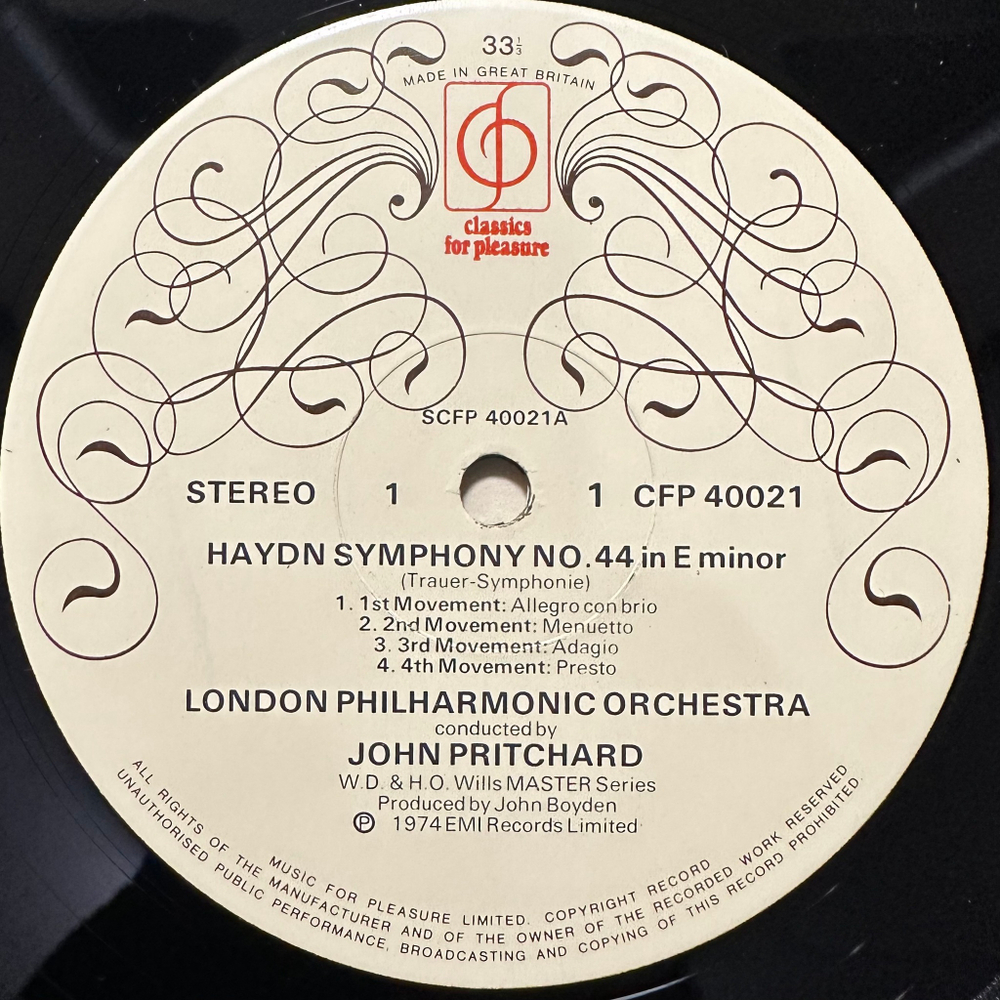 33⅓
MADE IN GREAT BRITAIN
classics
for pleasure
SCFP 40021A
STEREO 1 1 CFP 40021
HAYDN SYMPHONY NO. 44 in E minor
(Trauer-Symphonie)
1. 1st Movement: Allegro con brio
2. 2nd Movement: Menuetto
3. 3rd Movement: Adagio
4. 4th Movement: Presto
LONDON PHILHARMONIC ORCHESTRA
conducted by
JOHN PRITCHARD
W.D. & H.O. Wills MASTER Series
Produced by John Boyden
℗ 1974 EMI Records Limited
MUSIC FOR PLEASURE LIMITED. COPYRIGHT RECORD
ALL RIGHTS OF THE MANUFACTURER AND OF THE OWNER OF THE RECORDED WORK RESERVED
UNAUTHORISED PUBLIC PERFORMANCE, BROADCASTING AND COPYING OF THIS RECORD PROHIBITED.